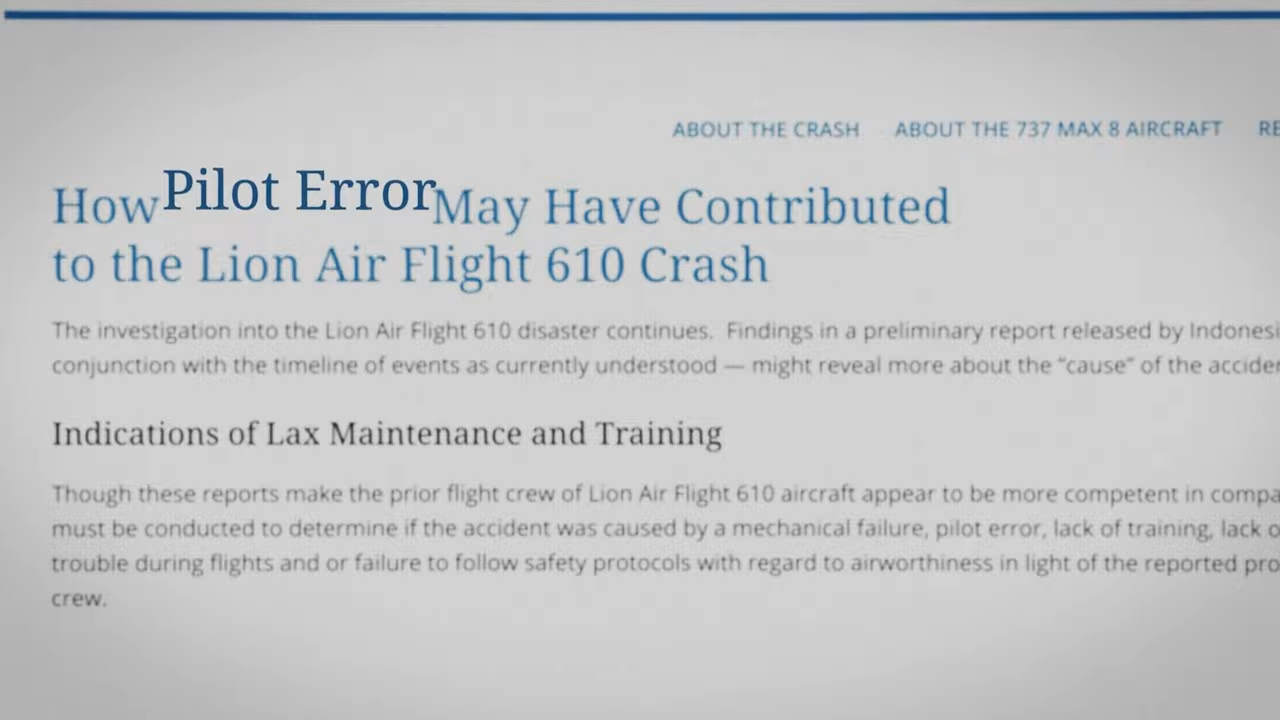 ABOUT THE CRASH ABOUT THE 737 MAX 8 AIRCRAFT
How Pilot Error May Have Contributed
to the Lion Air Flight 610 Crash
The investigation into the Lion Air Flight 610 disaster continues. Findings in a preliminary report released by
conjunction with the timeline of events as currently understood — might reveal more about the “cause” of the
Indications of Lax Maintenance and Training
Though these reports make the prior flight crew of Lion Air Flight 610 aircraft appear to be more competent in
must be conducted to determine if the accident was caused by a mechanical failure, pilot error, lack of training, lack
trouble during flights and or failure to follow safety protocols with regard to airworthiness in light of the reported
crew.